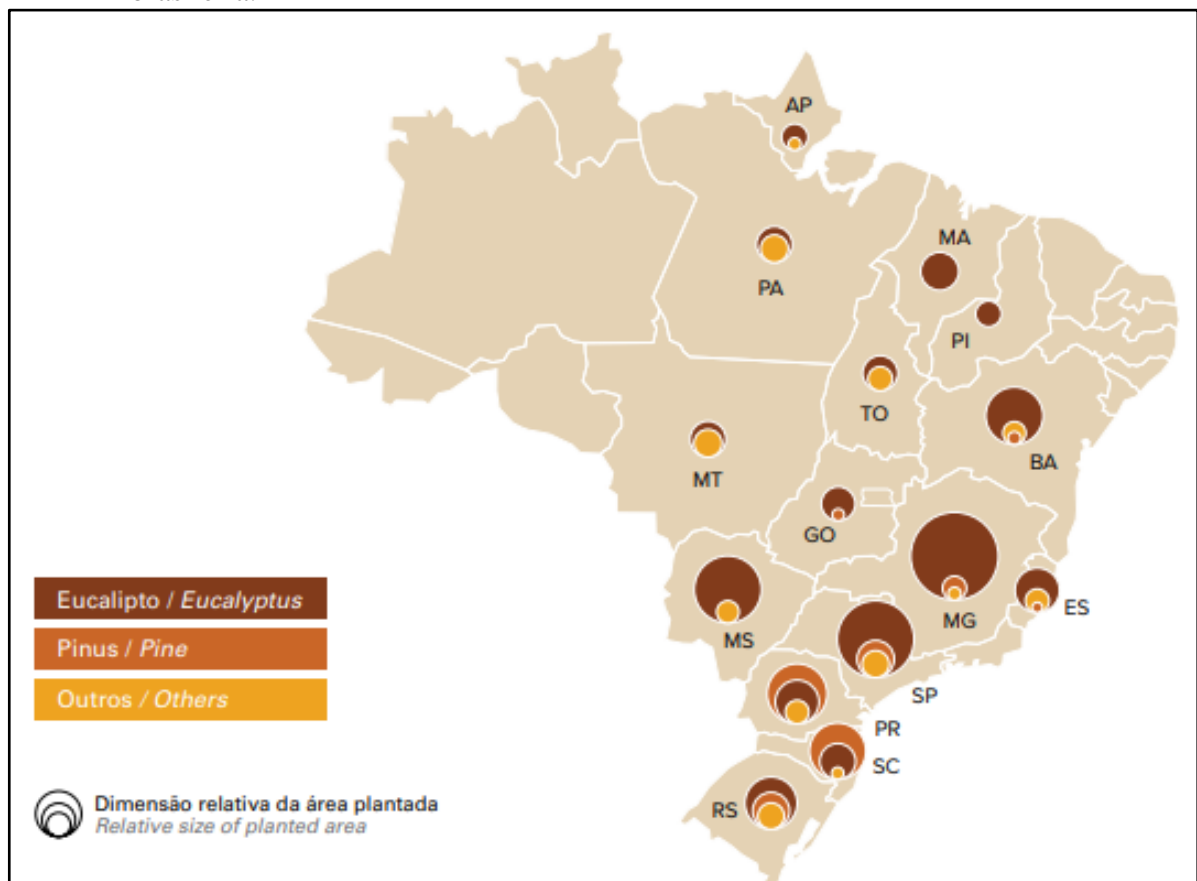 AP
MA
PA
PI
TO
BA
MT
GO
Eucalipto / Eucalyptus
MG
ES
MS
Pinus / Pine
Outros / Others
SP
PR
SC
Dimensão relativa da área plantada
Relative size of planted area
RS